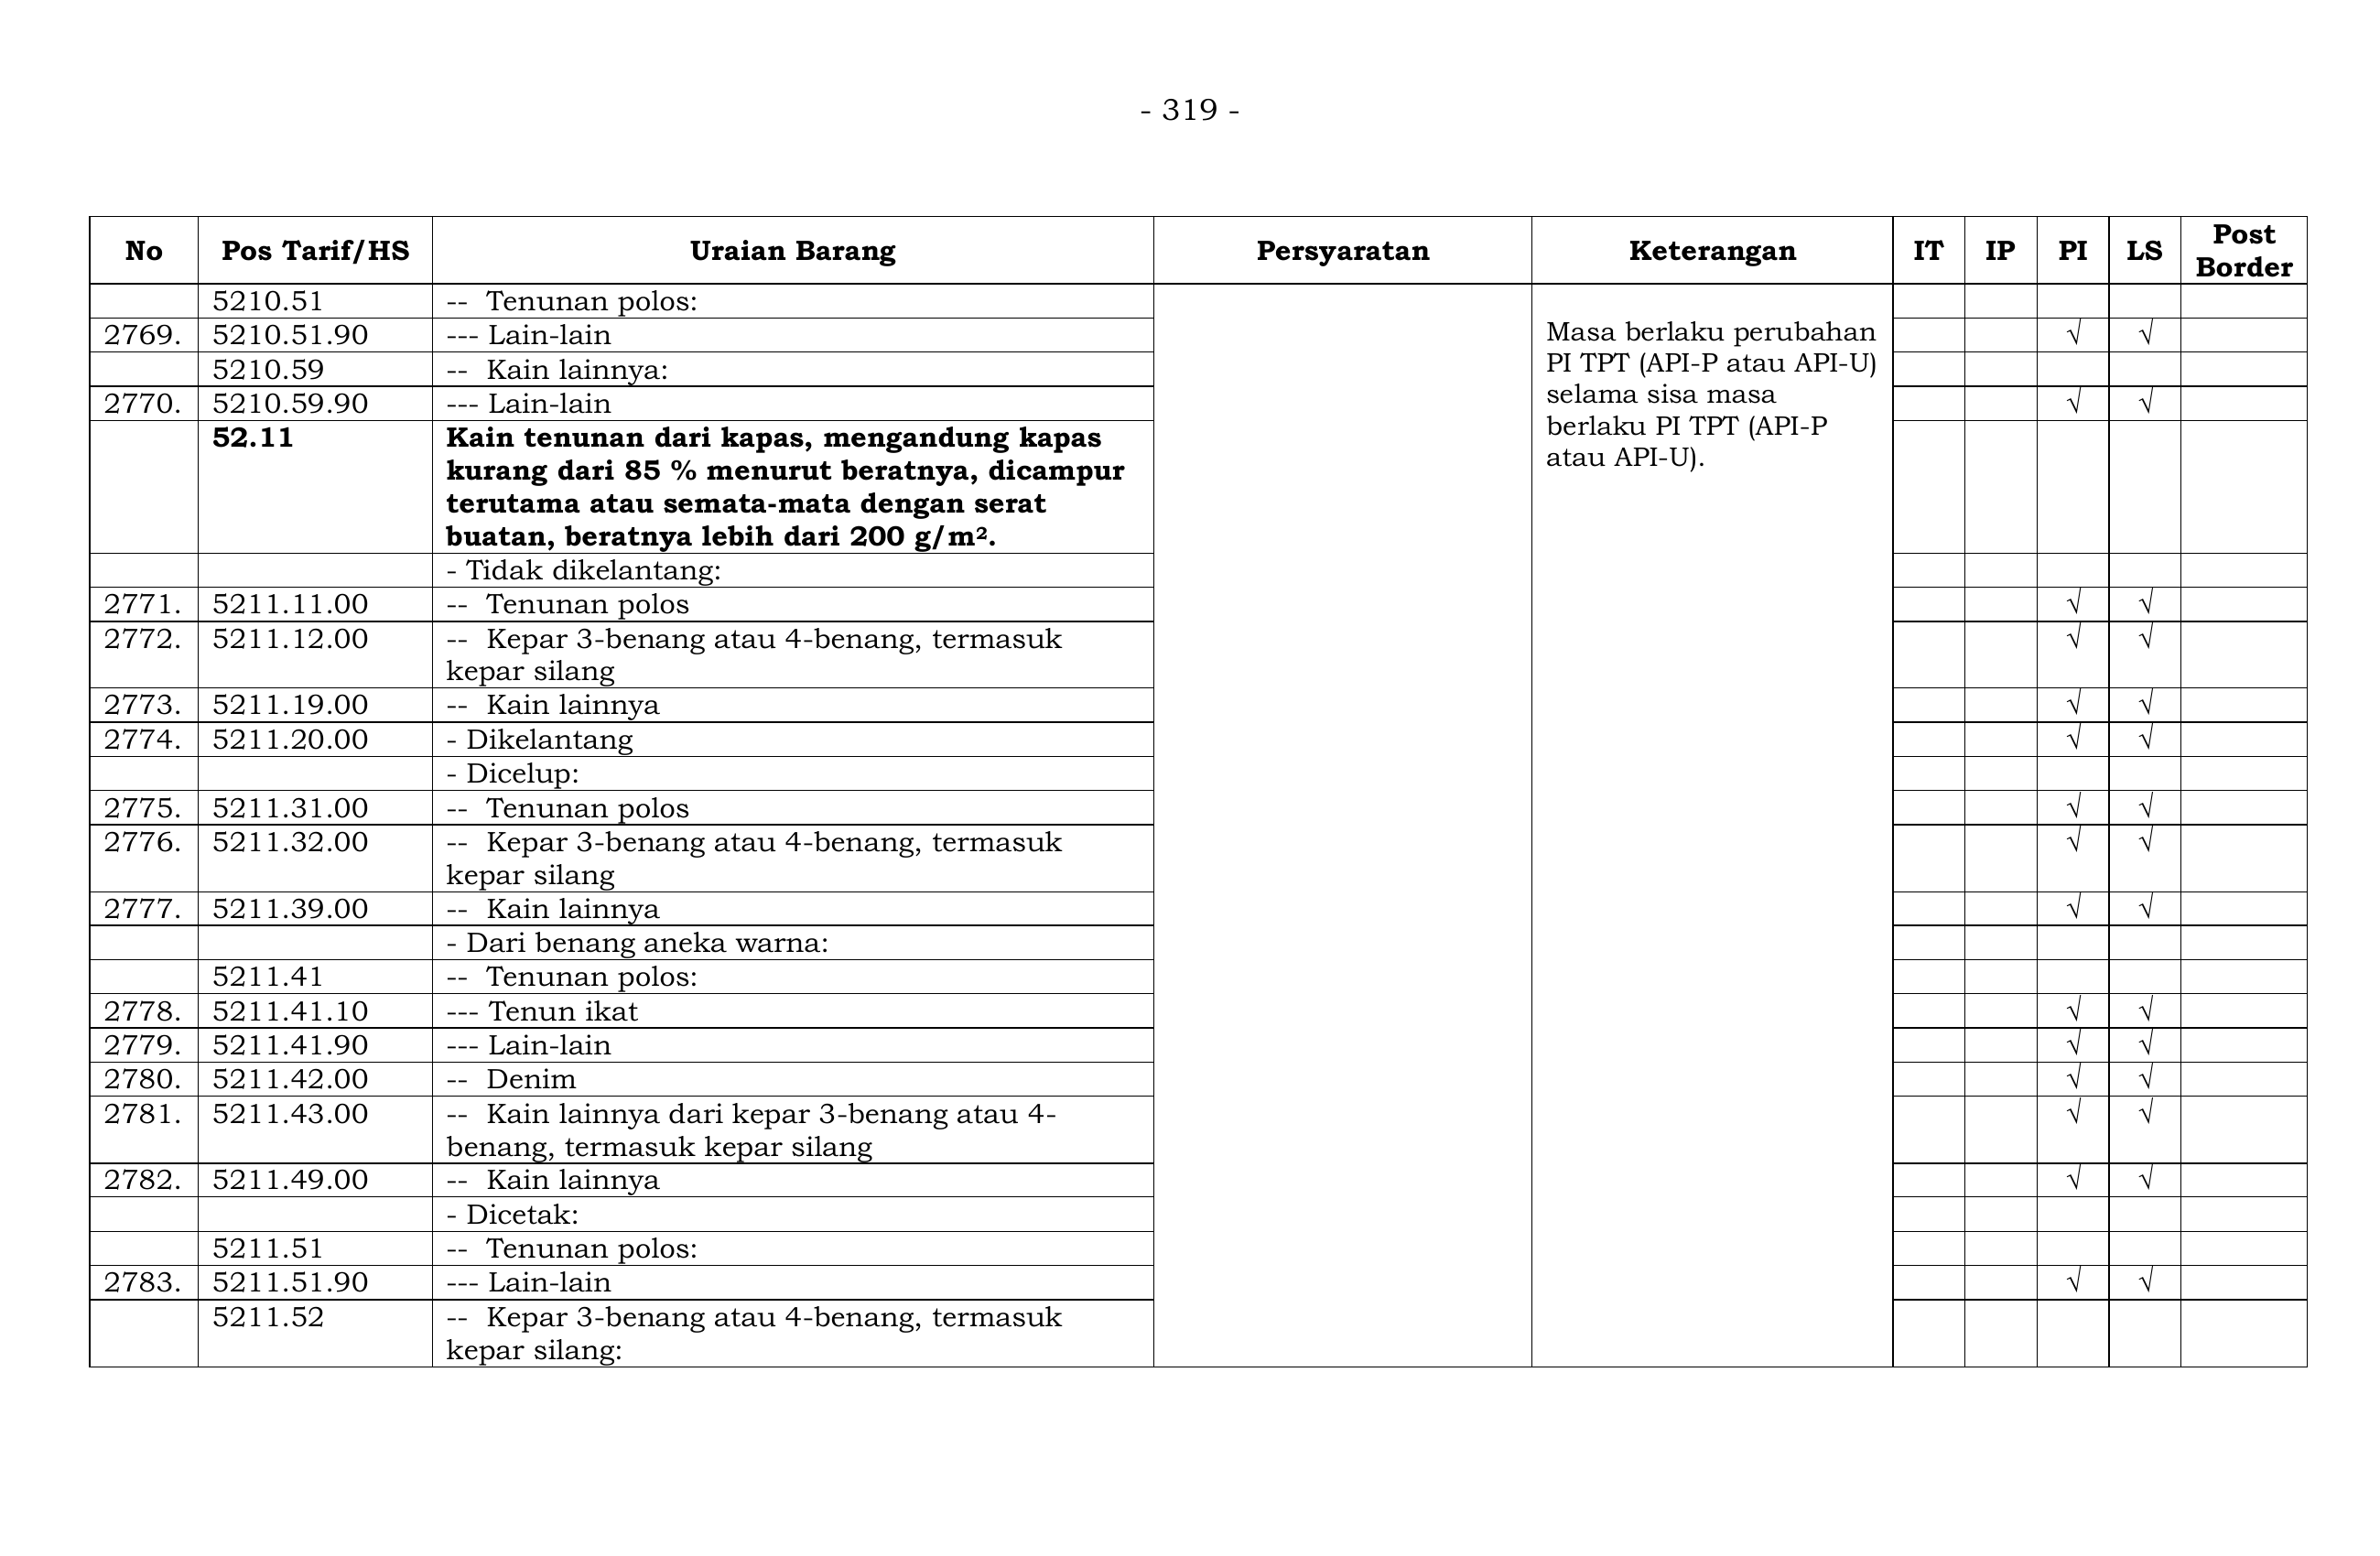 - 319 -
No Pos Tarif/HS Uraian Barang Persyaratan Keterangan IT IP PI LS Post Border
5210.51 -- Tenunan polos:
2769. 5210.51.90 --- Lain-lain √ √
5210.59 -- Kain lainnya:
2770. 5210.59.90 --- Lain-lain √ √
52.11 Kain tenunan dari kapas, mengandung kapas
kurang dari 85 % menurut beratnya, dicampur
terutama atau semata-mata dengan serat
buatan, beratnya lebih dari 200 g/m².
- Tidak dikelantang:
2771. 5211.11.00 -- Tenunan polos √ √
2772. 5211.12.00 -- Kepar 3-benang atau 4-benang, termasuk √ √
kepar silang
2773. 5211.19.00 -- Kain lainnya √ √
2774. 5211.20.00 - Dikelantang √ √
- Dicelup:
2775. 5211.31.00 -- Tenunan polos √ √
2776. 5211.32.00 -- Kepar 3-benang atau 4-benang, termasuk √ √
kepar silang
2777. 5211.39.00 -- Kain lainnya √ √
- Dari benang aneka warna:
5211.41 -- Tenunan polos:
2778. 5211.41.10 --- Tenun ikat √ √
2779. 5211.41.90 --- Lain-lain √ √
2780. 5211.42.00 -- Denim √ √
2781. 5211.43.00 -- Kain lainnya dari kepar 3-benang atau 4- √ √
benang, termasuk kepar silang
2782. 5211.49.00 -- Kain lainnya √ √
- Dicetak:
5211.51 -- Tenunan polos:
2783. 5211.51.90 --- Lain-lain √ √
5211.52 -- Kepar 3-benang atau 4-benang, termasuk
kepar silang:
Masa berlaku perubahan
PI TPT (API-P atau API-U)
selama sisa masa
berlaku PI TPT (API-P
atau API-U).